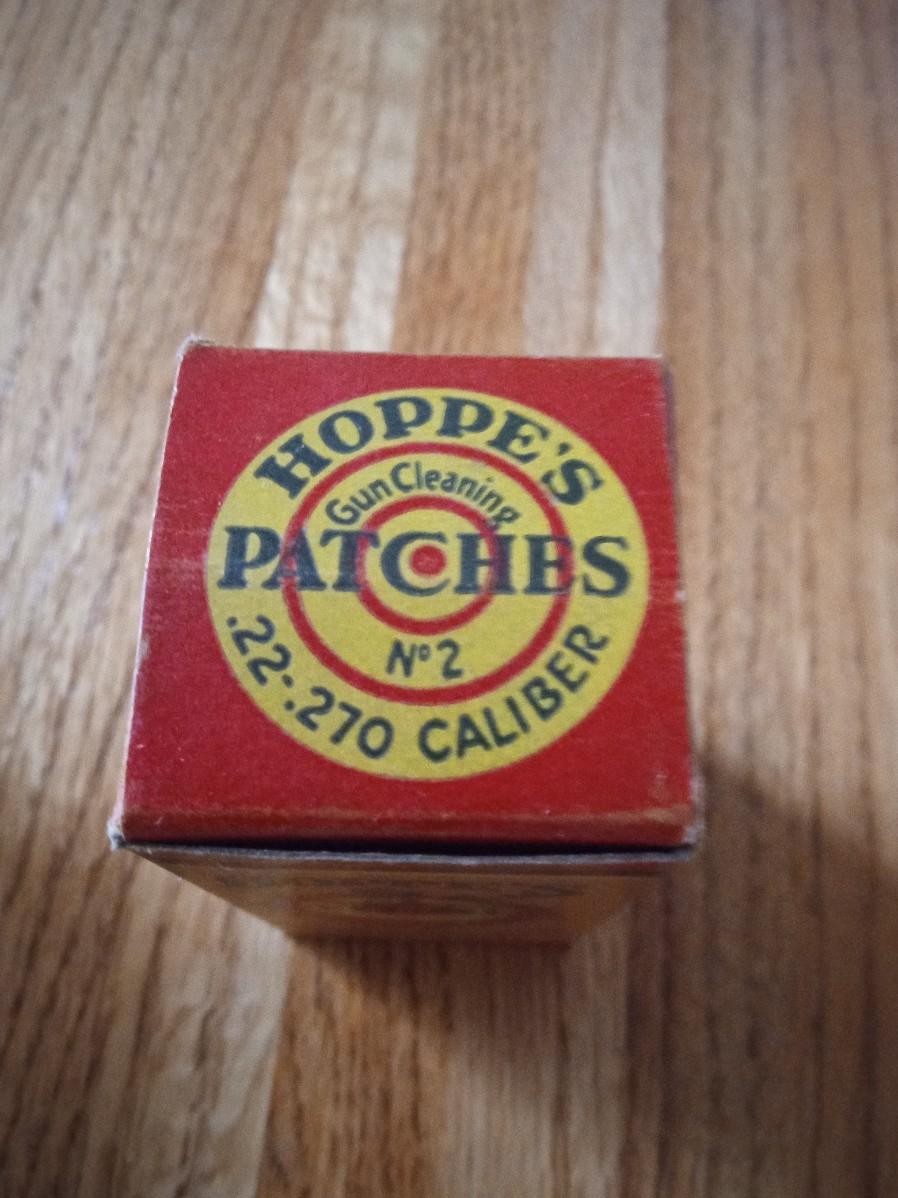 HOPPE'S
Gun Cleaning
PATCHES
Nº 2
.22-.270 CALIBER